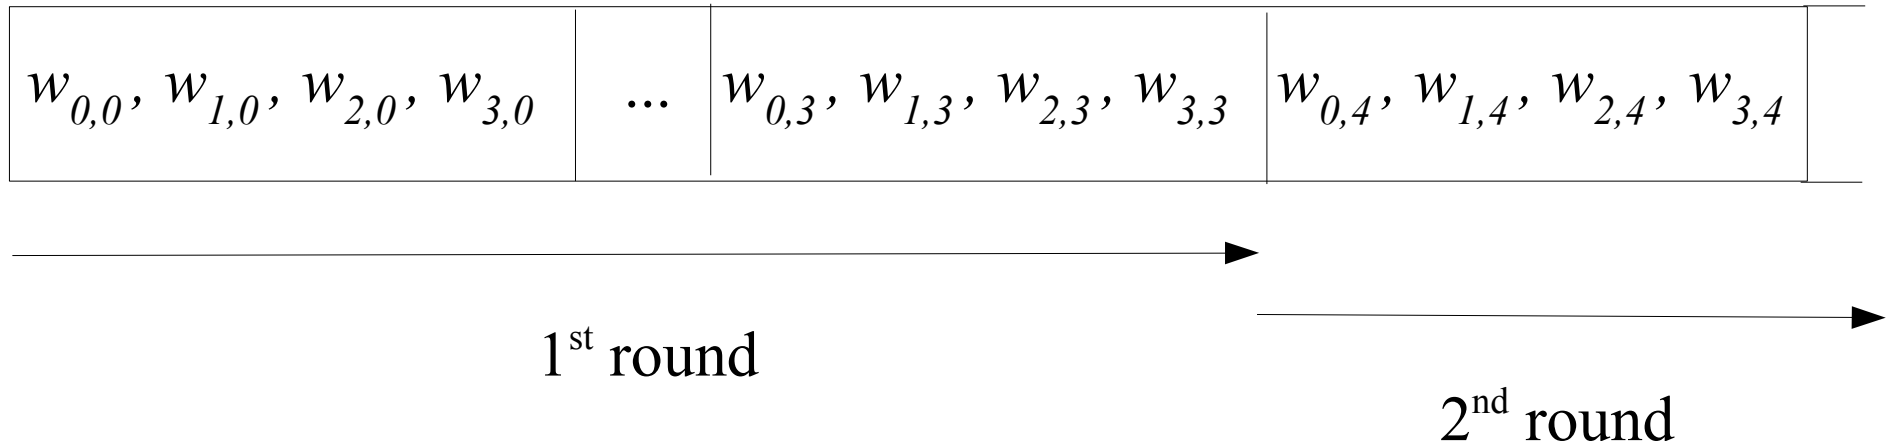 w0,0, w1,0, w2,0, w3,0 ... w0,3, w1,3, w2,3, w3,3 w0,4, w1,4, w2,4, w3,4
1st round
2nd round